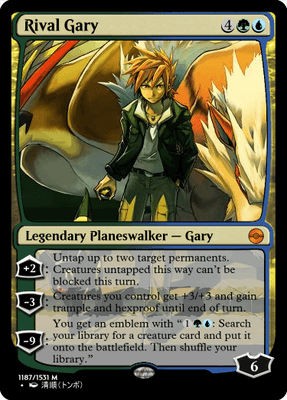 Rival Gary 4
Legendary Planeswalker — Gary
+2: Untap up to two target permanents.
Creatures untapped this way can't be
blocked this turn.
-3: Creatures you control get +3/+3 and gain
trample and hexproof until end of turn.
-9: You get an emblem with “ 1 : Search
your library for a creature card and put it
onto the battlefield. Then shuffle your
library.”
6
1187/1531 M
• 清順(トンボ)